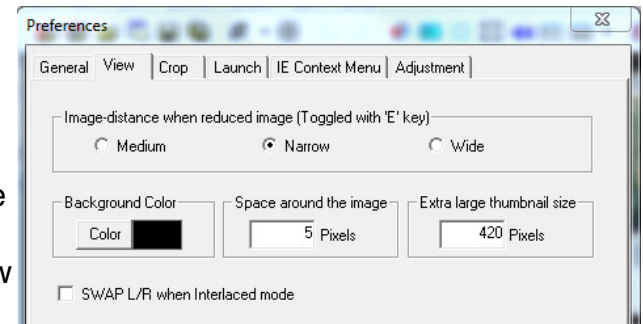 Preferences
General View Crop Launch IE Context Menu Adjustment
Image-distance when reduced image (Toggled with 'E' key)
Medium Narrow Wide
Background Color Space around the image Extra large thumbnail size
Color 5 Pixels 420 Pixels
SWAP L/R when Interlaced mode